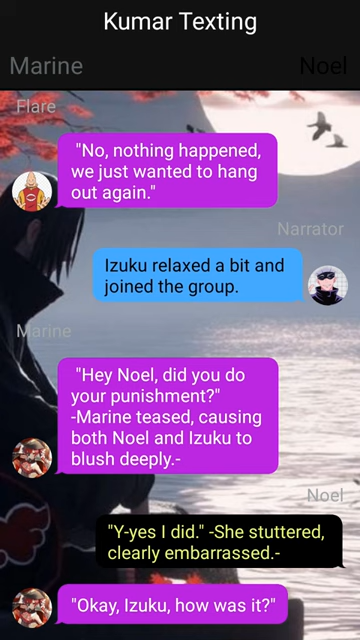 Kumar Texting
Marine
Noel
Flare
"No, nothing happened,
we just wanted to hang
out again."
Narrator
Izuku relaxed a bit and
joined the group.
Marine
"Hey Noel, did you do
your punishment?"
-Marine teased, causing
both Noel and Izuku to
blush deeply.-
Noel
"Y-yes I did." -She stuttered,
clearly embarrassed.-
"Okay, Izuku, how was it?"